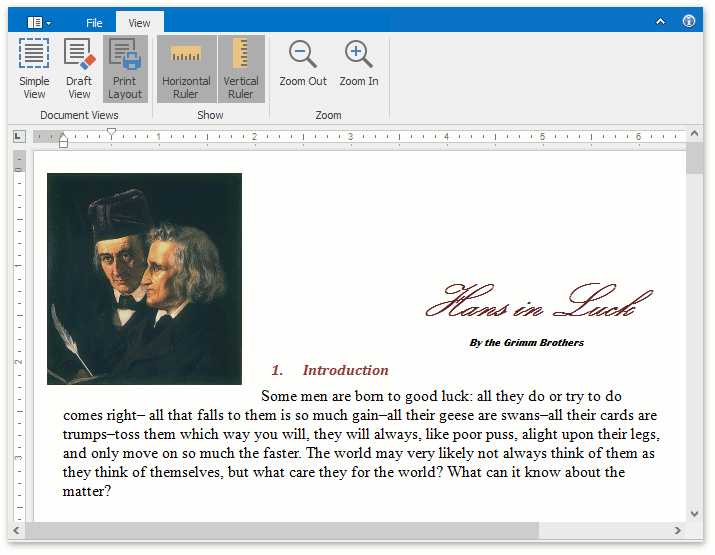 File View
Simple View
Draft View
Print Layout
Horizontal Ruler
Vertical Ruler
Zoom Out
Zoom In
Document Views
Show
Zoom
1 2 3 4 5 6
0
1
2
3
Hans in Luck
By the Grimm Brothers
1. Introduction
Some men are born to good luck: all they do or try to do
comes right– all that falls to them is so much gain–all their geese are swans–all their cards are
trumps–toss them which way you will, they will always, like poor puss, alight upon their legs,
and only move on so much the faster. The world may very likely not always think of them as
they think of themselves, but what care they for the world? What can it know about the
matter?